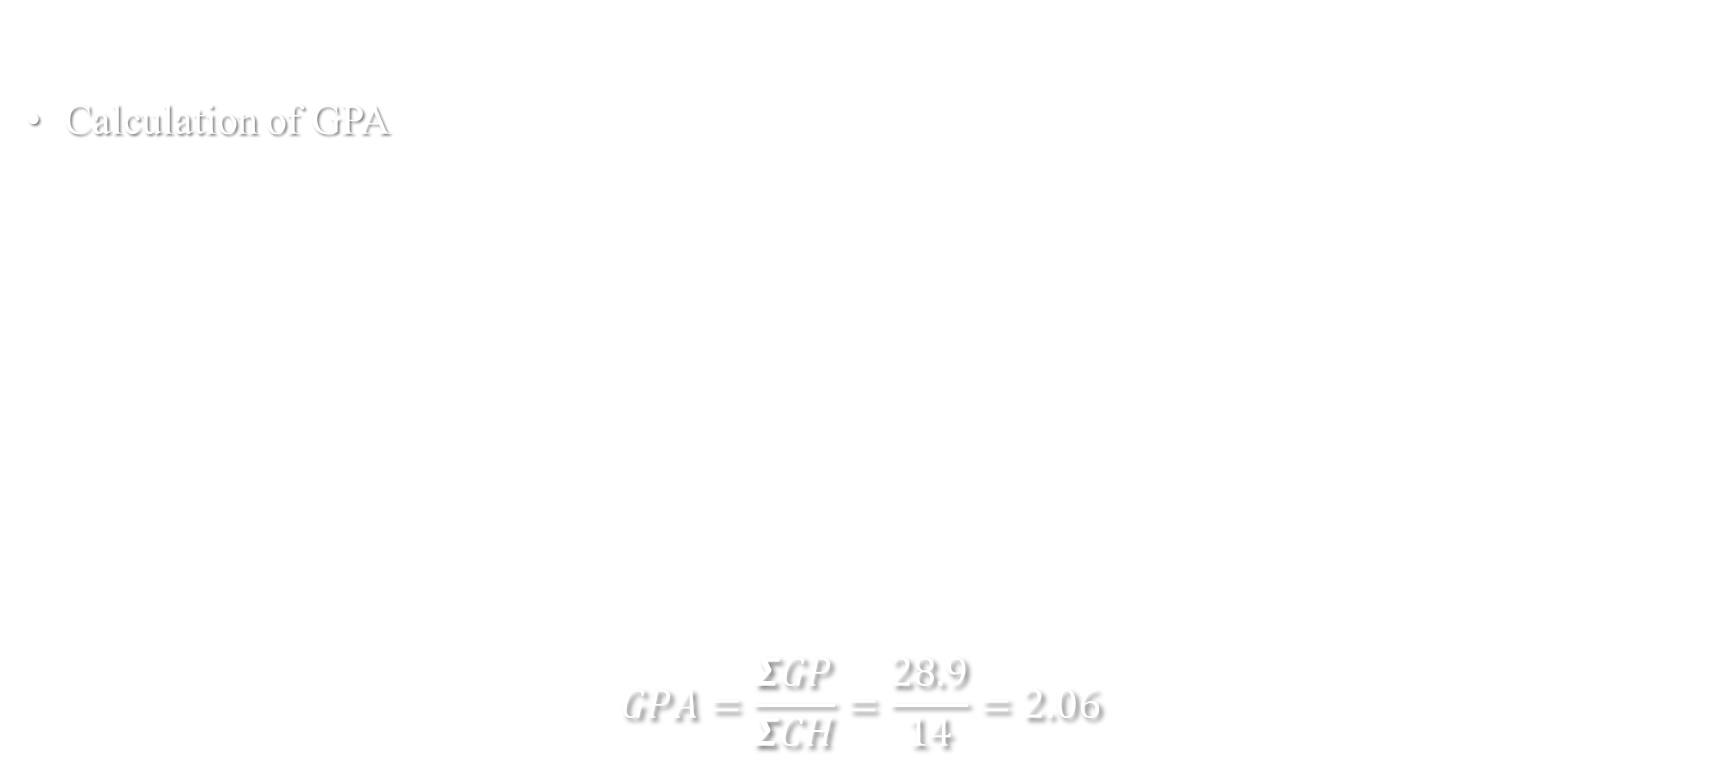 • Calculation of GPA
GPA = ΣGP/ΣCH = 28.9/14 = 2.06